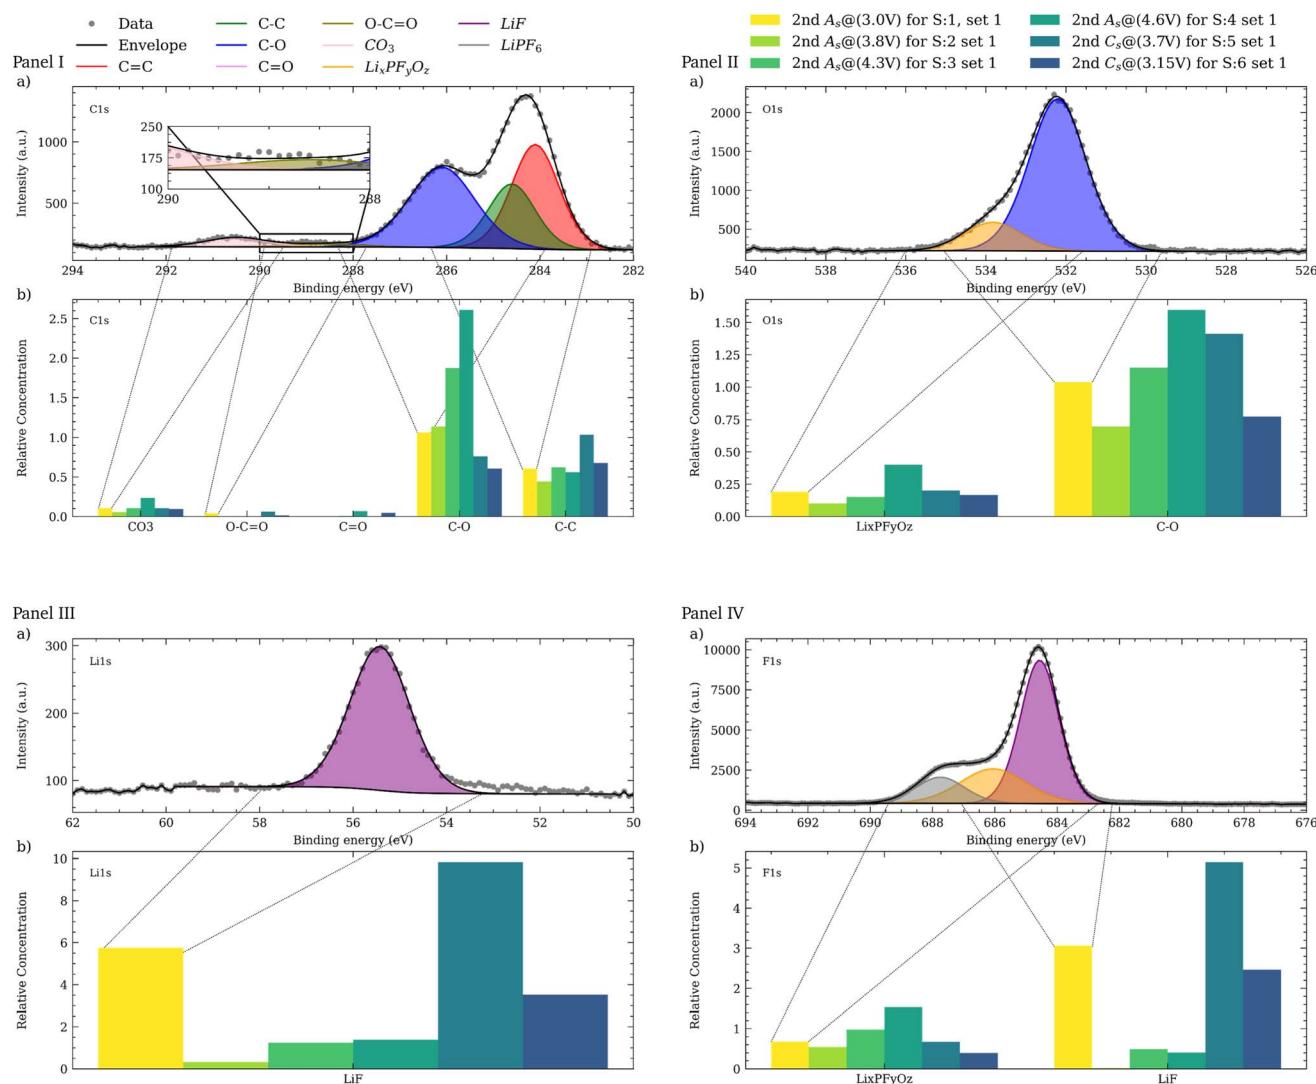 Data
Envelope
C=C
C-C
C-O
C=O
O-C=O
CO₃
LiₓPFᵧO_z
LiF
LiPF₆
2nd Aₛ@(3.0V) for S:1, set 1
2nd Aₛ@(3.8V) for S:2 set 1
2nd Aₛ@(4.3V) for S:3 set 1
2nd Aₛ@(4.6V) for S:4 set 1
2nd Cₛ@(3.7V) for S:5 set 1
2nd Cₛ@(3.15V) for S:6 set 1
Panel I
a)
C1s
Intensity (a.u.)
1000
500
250
175
100
290
288
294
292
290
288
286
284
282
Binding energy (eV)
b)
C1s
Relative Concentration
2.5
2.0
1.5
1.0
0.5
0.0
CO3
O-C=O
C=O
C-O
C-C
Panel II
a)
O1s
Intensity (a.u.)
2000
1500
1000
500
540
538
536
534
532
530
528
526
Binding energy (eV)
b)
O1s
Relative Concentration
1.50
1.25
1.00
0.75
0.50
0.25
0.00
LixPFyOz
C-O
Panel III
a)
Li1s
Intensity (a.u.)
300
200
100
62
60
58
56
54
52
50
Binding energy (eV)
b)
Li1s
Relative Concentration
10
8
6
4
2
0
LiF
Panel IV
a)
F1s
Intensity (a.u.)
10000
7500
5000
2500
0
694
692
690
688
686
684
682
680
678
676
Binding energy (eV)
b)
F1s
Relative Concentration
5
4
3
2
1
0
LixPFyOz
LiF